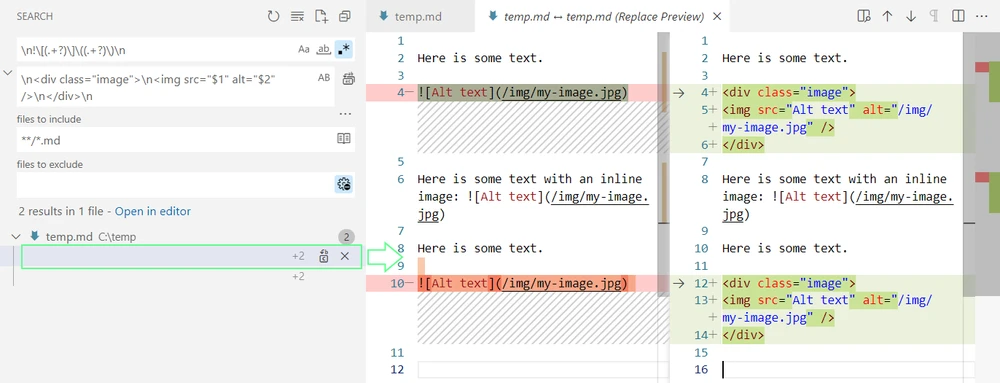 SEARCH
\n!\[(.+?)\]\((.+?)\)\n
Aa ab, .*
\n<div class="image">\n<img src="$1" alt="$2"
/>\n</div>\n
AB
files to include
...
**/*.md
files to exclude
2 results in 1 file - Open in editor
temp.md C:\temp
2
+2
+2
temp.md
temp.md ↔ temp.md (Replace Preview)
1
2 Here is some text.
3
4− ![Alt text](/img/my-image.jpg)
5
6 Here is some text with an inline
image: ![Alt text](/img/my-image.
jpg)
7
8 Here is some text.
9
10− ![Alt text](/img/my-image.jpg)
11
12
1
2 Here is some text.
3
4+ <div class="image">
5+ <img src="Alt text" alt="/img/
+ my-image.jpg" />
6+ </div>
7
8 Here is some text with an inline
image: ![Alt text](/img/my-image.
jpg)
9
10 Here is some text.
11
12+ <div class="image">
13+ <img src="Alt text" alt="/img/
+ my-image.jpg" />
14+ </div>
15
16